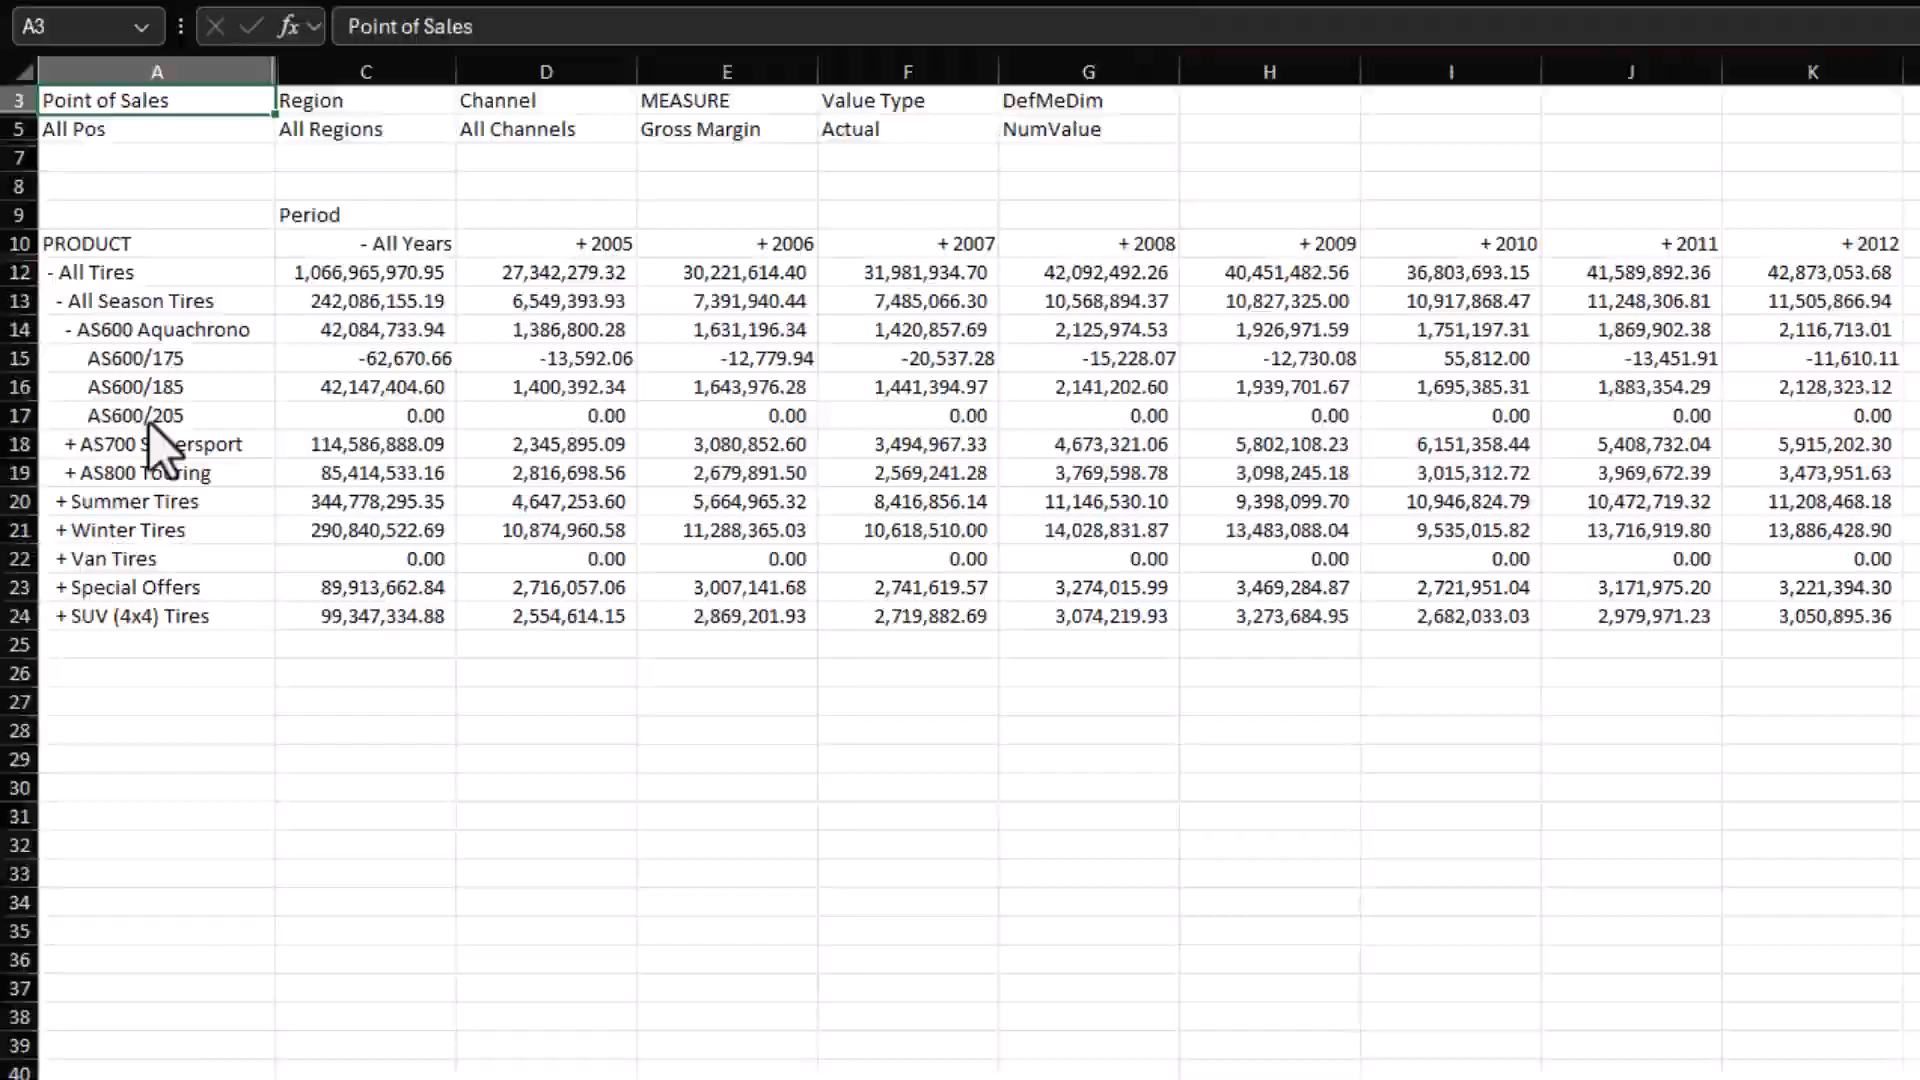 A3 fx Point of Sales
A C D E F G H I J K
3 Point of Sales Region Channel MEASURE Value Type DefMeDim
5 All Pos All Regions All Channels Gross Margin Actual NumValue
7
8
9 Period
10 PRODUCT - All Years + 2005 + 2006 + 2007 + 2008 + 2009 + 2010 + 2011 + 2012
12 - All Tires 1,066,965,970.95 27,342,279.32 30,221,614.40 31,981,934.70 42,092,492.26 40,451,482.56 36,803,693.15 41,589,892.36 42,873,053.68
13 - All Season Tires 242,086,155.19 6,549,393.93 7,391,940.44 7,485,066.30 10,568,894.37 10,827,325.00 10,917,868.47 11,248,306.81 11,505,866.94
14 - AS600 Aquachrono 42,084,733.94 1,386,800.28 1,631,196.34 1,420,857.69 2,125,974.53 1,926,971.59 1,751,197.31 1,869,902.38 2,116,713.01
15 AS600/175 -62,670.66 -13,592.06 -12,779.94 -20,537.28 -15,228.07 -12,730.08 55,812.00 -13,451.91 -11,610.11
16 AS600/185 42,147,404.60 1,400,392.34 1,643,976.28 1,441,394.97 2,141,202.60 1,939,701.67 1,695,385.31 1,883,354.29 2,128,323.12
17 AS600/205 0.00 0.00 0.00 0.00 0.00 0.00 0.00 0.00 0.00
18 + AS700 114,586,888.09 2,345,895.09 3,080,852.60 3,494,967.33 4,673,321.06 5,802,108.23 6,151,358.44 5,408,732.04 5,915,202.30
19 + AS800 Touring 85,414,533.16 2,816,698.56 2,679,891.50 2,569,241.28 3,769,598.78 3,098,245.18 3,015,312.72 3,969,672.39 3,473,951.63
20 + Summer Tires 344,778,295.35 4,647,253.60 5,664,965.32 8,416,856.14 11,146,530.10 9,398,099.70 10,946,824.79 10,472,719.32 11,208,468.18
21 + Winter Tires 290,840,522.69 10,874,960.58 11,288,365.03 10,618,510.00 14,028,831.87 13,483,088.04 9,535,015.82 13,716,919.80 13,886,428.90
22 + Van Tires 0.00 0.00 0.00 0.00 0.00 0.00 0.00 0.00 0.00
23 + Special Offers 89,913,662.84 2,716,057.06 3,007,141.68 2,741,619.57 3,274,015.99 3,469,284.87 2,721,951.04 3,171,975.20 3,221,394.30
24 + SUV (4x4) Tires 99,347,334.88 2,554,614.15 2,869,201.93 2,719,882.69 3,074,219.93 3,273,684.95 2,682,033.03 2,979,971.23 3,050,895.36
25
26
27
28
29
30
31
32
33
34
35
36
37
38
39
40